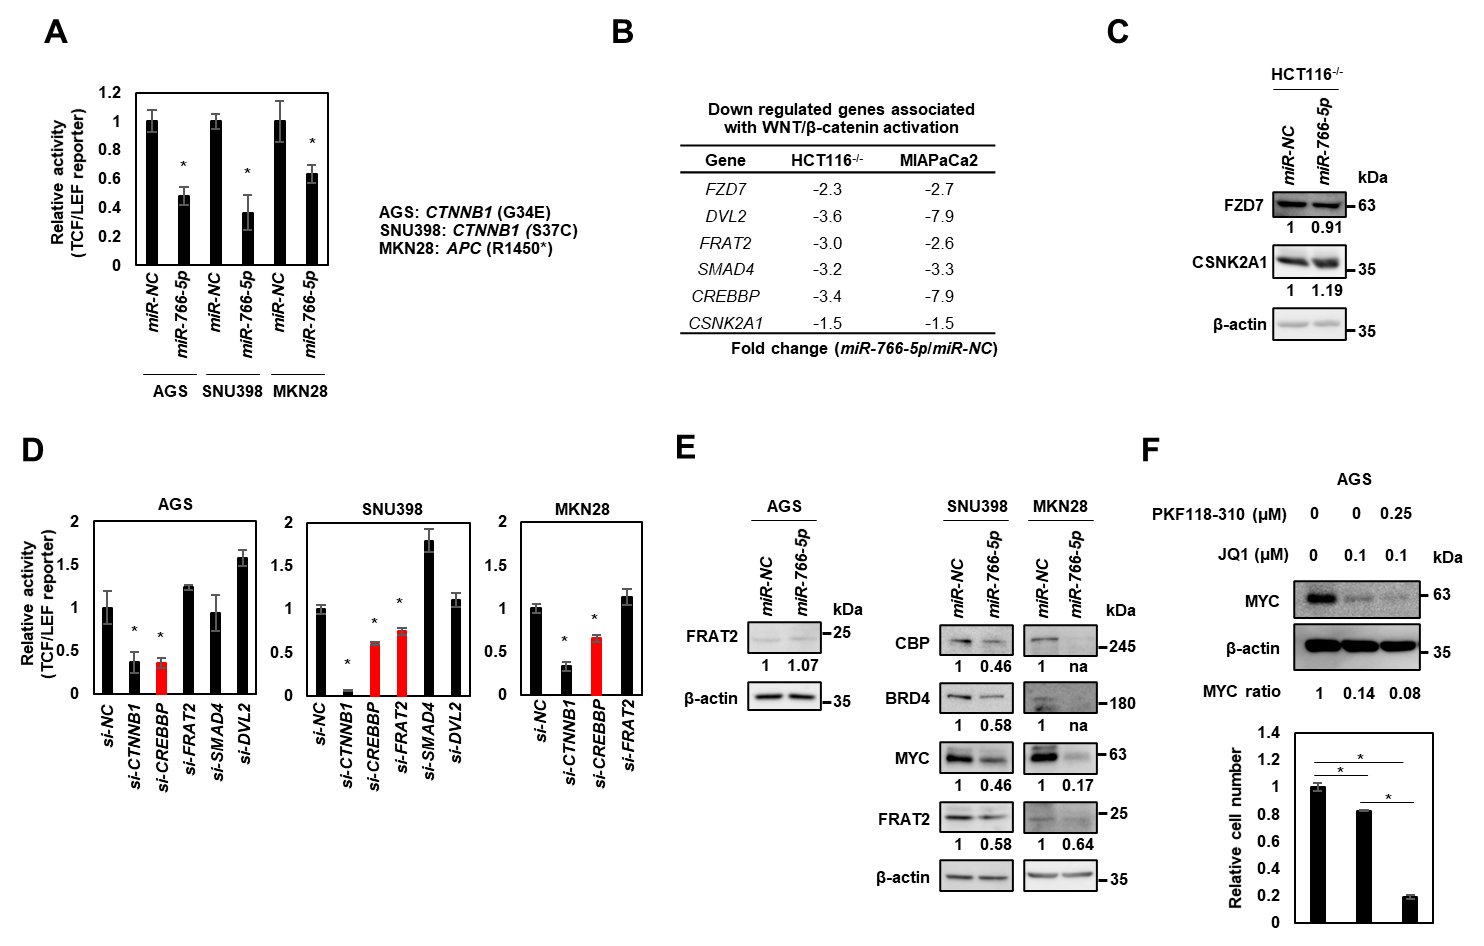 A
1.2
1
0.8
0.6
0.4
0.2
0
Relative activity
(TCF/LEF reporter)
*
*
*
miR-NC
miR-766-5p
miR-NC
miR-766-5p
miR-NC
miR-766-5p
AGS
SNU398
MKN28
AGS: CTNNB1 (G34E)
SNU398: CTNNB1 (S37C)
MKN28: APC (R1450*)
B
Down regulated genes associated
with WNT/β-catenin activation
Gene HCT116-/- MIAPaCa2
FZD7 -2.3 -2.7
DVL2 -3.6 -7.9
FRAT2 -3.0 -2.6
SMAD4 -3.2 -3.3
CREBBP -3.4 -7.9
CSNK2A1 -1.5 -1.5
Fold change (miR-766-5p/miR-NC)
C
HCT116-/-
miR-NC
miR-766-5p
kDa
FZD7 63
1 0.91
CSNK2A1 35
1 1.19
β-actin 35
D
Relative activity
(TCF/LEF reporter)
AGS
2
1.5
1
0.5
0
*
*
si-NC
si-CTNNB1
si-CREBBP
si-FRAT2
si-SMAD4
si-DVL2
SNU398
2
1.5
1
0.5
0
*
*
*
si-NC
si-CTNNB1
si-CREBBP
si-FRAT2
si-SMAD4
si-DVL2
MKN28
2
1.5
1
0.5
0
*
*
si-NC
si-CTNNB1
si-CREBBP
si-FRAT2
E
AGS
miR-NC
miR-766-5p
kDa
FRAT2 25
1 1.07
β-actin 35
SNU398 MKN28
miR-NC
miR-766-5p
miR-NC
miR-766-5p
kDa
CBP 245
1 0.46 1 na
BRD4 180
1 0.58 1 na
MYC 63
1 0.46 1 0.17
FRAT2 25
1 0.58 1 0.64
β-actin 35
F
AGS
PKF118-310 (μM) 0 0 0.25
JQ1 (μM) 0 0.1 0.1 kDa
MYC 63
β-actin 35
MYC ratio 1 0.14 0.08
Relative cell number
1.4
1.2
1
0.8
0.6
0.4
0.2
0
*
*
*